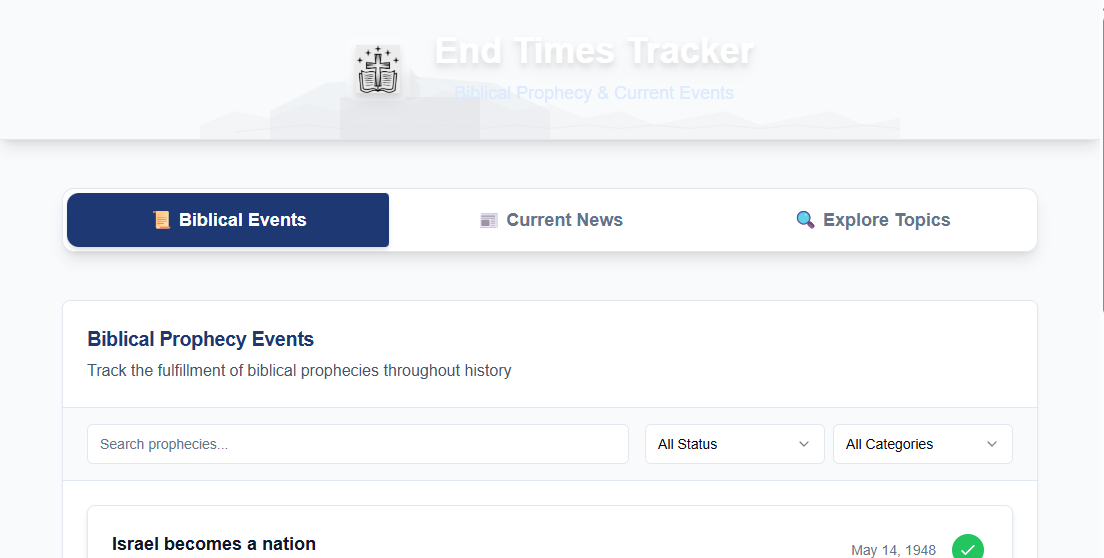 End Times Tracker
Biblical Prophecy & Current Events
Biblical Events
Current News
Explore Topics
Biblical Prophecy Events
Track the fulfillment of biblical prophecies throughout history
Search prophecies...
All Status
All Categories
Israel becomes a nation
May 14, 1948